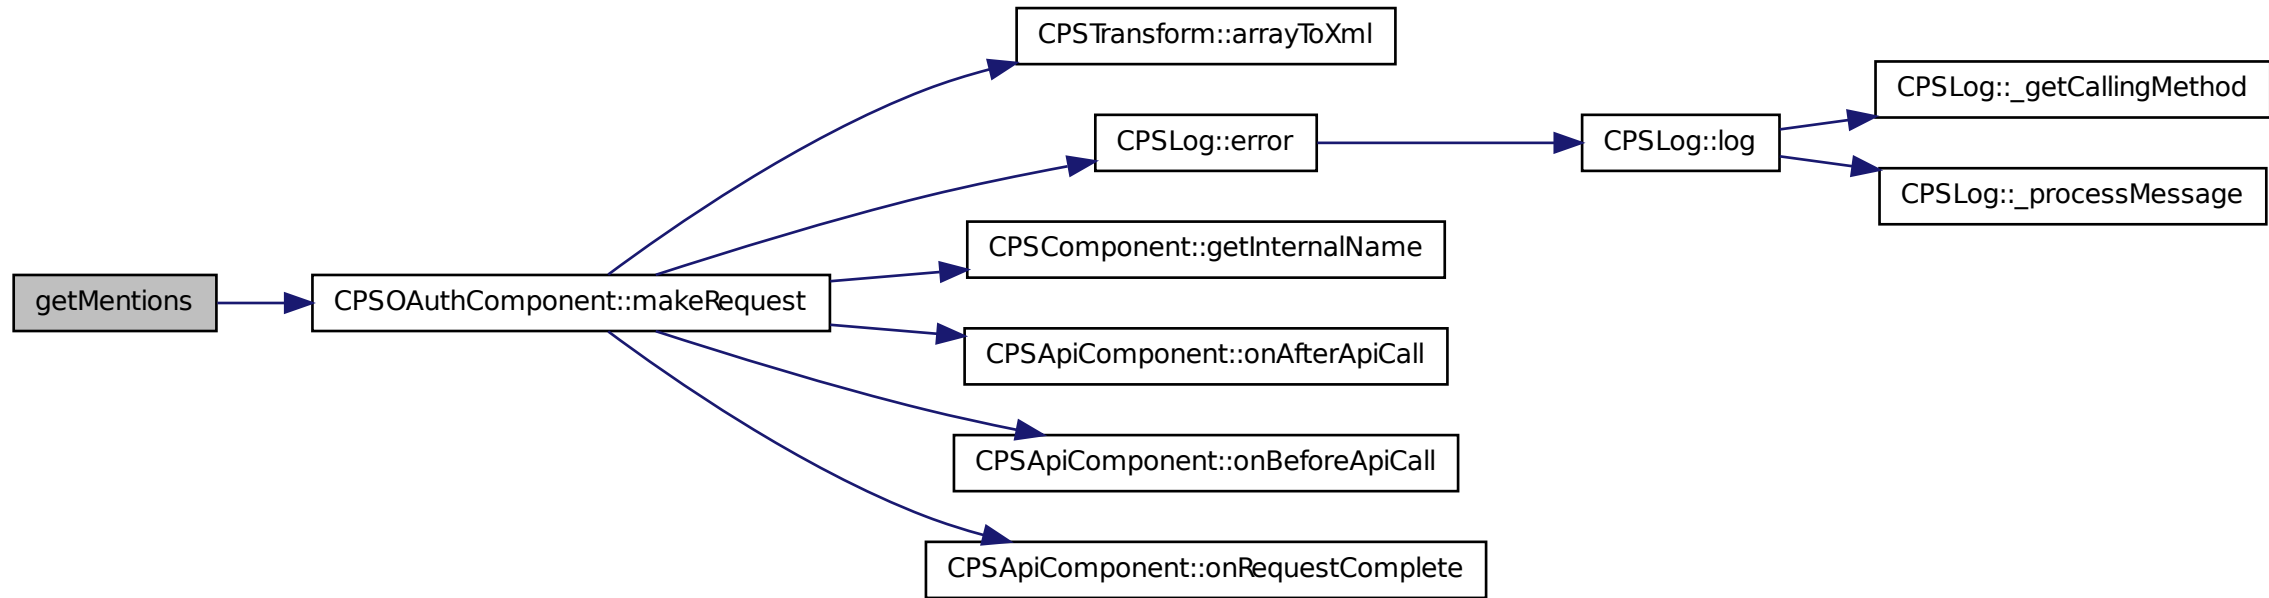 CPSTransform::arrayToXml
CPSLog::_getCallingMethod
CPSLog::error
CPSLog::log
CPSLog::_processMessage
CPSComponent::getInternalName
getMentions
CPSOAuthComponent::makeRequest
CPSApiComponent::onAfterApiCall
CPSApiComponent::onBeforeApiCall
CPSApiComponent::onRequestComplete